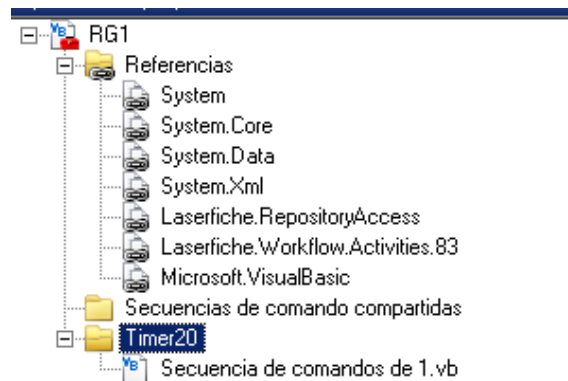 RG1
Referencias
System
System.Core
System.Data
System.Xml
Laserfiche.RepositoryAccess
Laserfiche.Workflow.Activities.83
Microsoft.VisualBasic
Secuencias de comando compartidas
Timer20
Secuencia de comandos de 1.vb